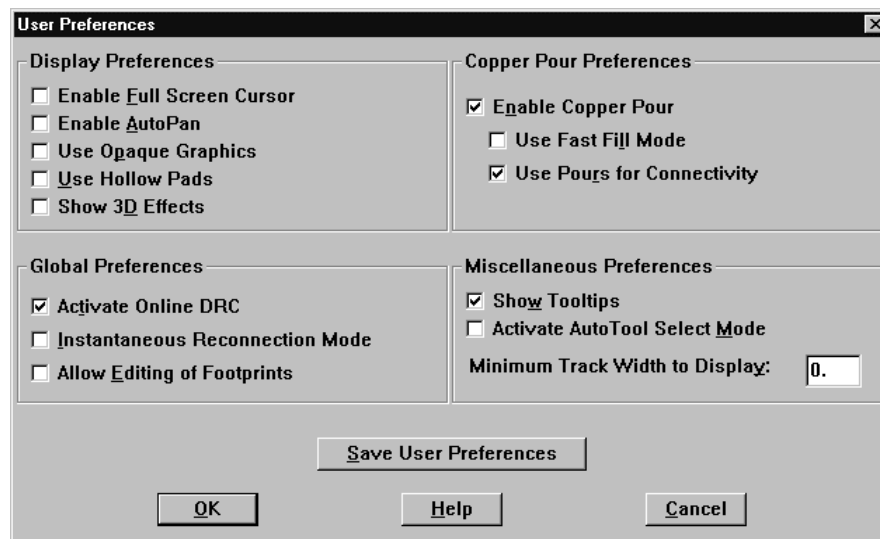 User Preferences
Display Preferences
Enable Full Screen Cursor
Enable AutoPan
Use Opaque Graphics
Use Hollow Pads
Show 3D Effects
Copper Pour Preferences
Enable Copper Pour
Use Fast Fill Mode
Use Pours for Connectivity
Global Preferences
Activate Online DRC
Instantaneous Reconnection Mode
Allow Editing of Footprints
Miscellaneous Preferences
Show Tooltips
Activate AutoTool Select Mode
Minimum Track Width to Display: 0.
Save User Preferences
OK Help Cancel